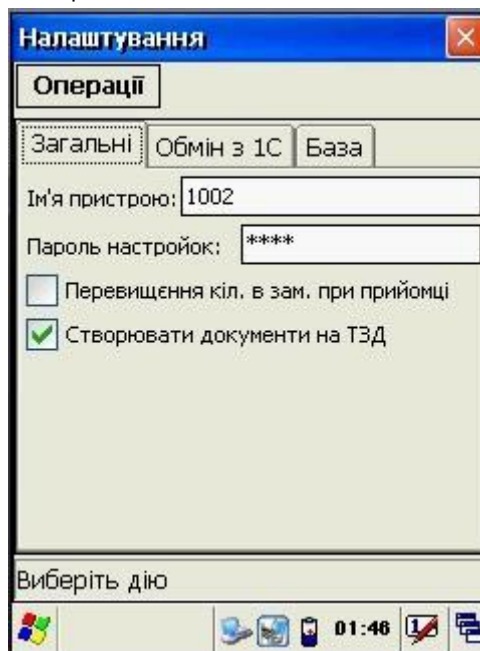 Налаштування
Операції
Загальні Обмін з 1С База
Ім'я пристрою: 1002
Пароль настройок: ****
Перевищєння кіл. в зам. при прийомці
Створювати документи на ТЗД
Виберіть дію
01:46